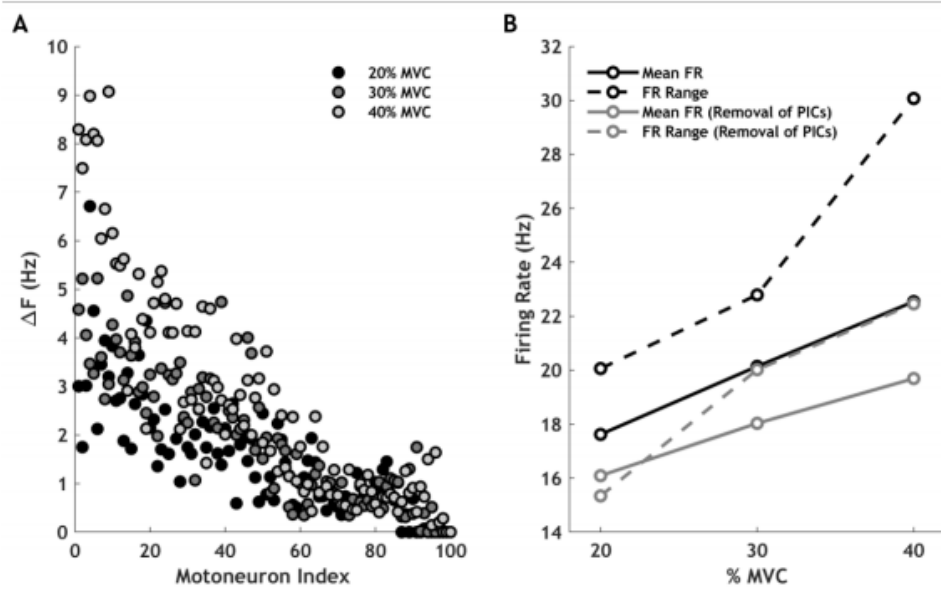 A
B
10
9
8
7
6
5
4
3
2
1
0
ΔF (Hz)
20% MVC
30% MVC
40% MVC
0
20
40
60
80
100
Motoneuron Index
32
30
28
26
24
22
20
18
16
14
Firing Rate (Hz)
Mean FR
FR Range
Mean FR (Removal of PICs)
FR Range (Removal of PICs)
20
30
40
% MVC